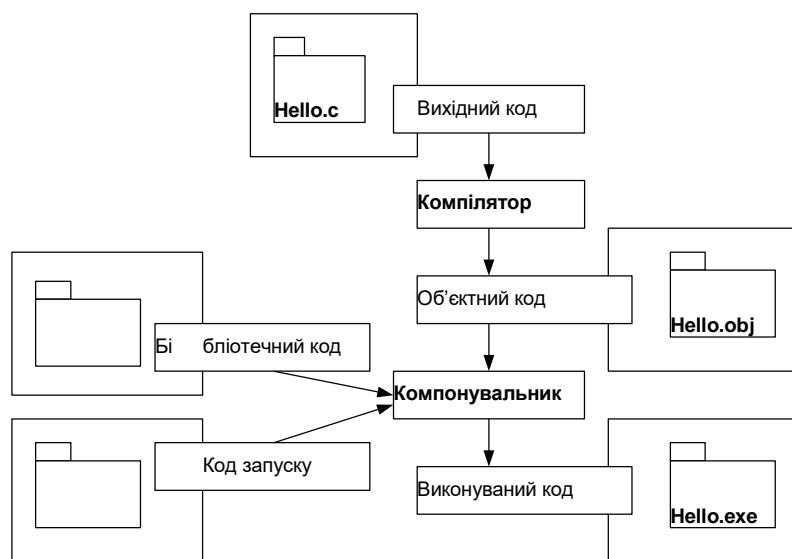 Hello.c
Вихідний код
Компілятор
Об’єктний код
Hello.obj
Бі бліотечний код
Компонувальник
Код запуску
Виконуваний код
Hello.exe